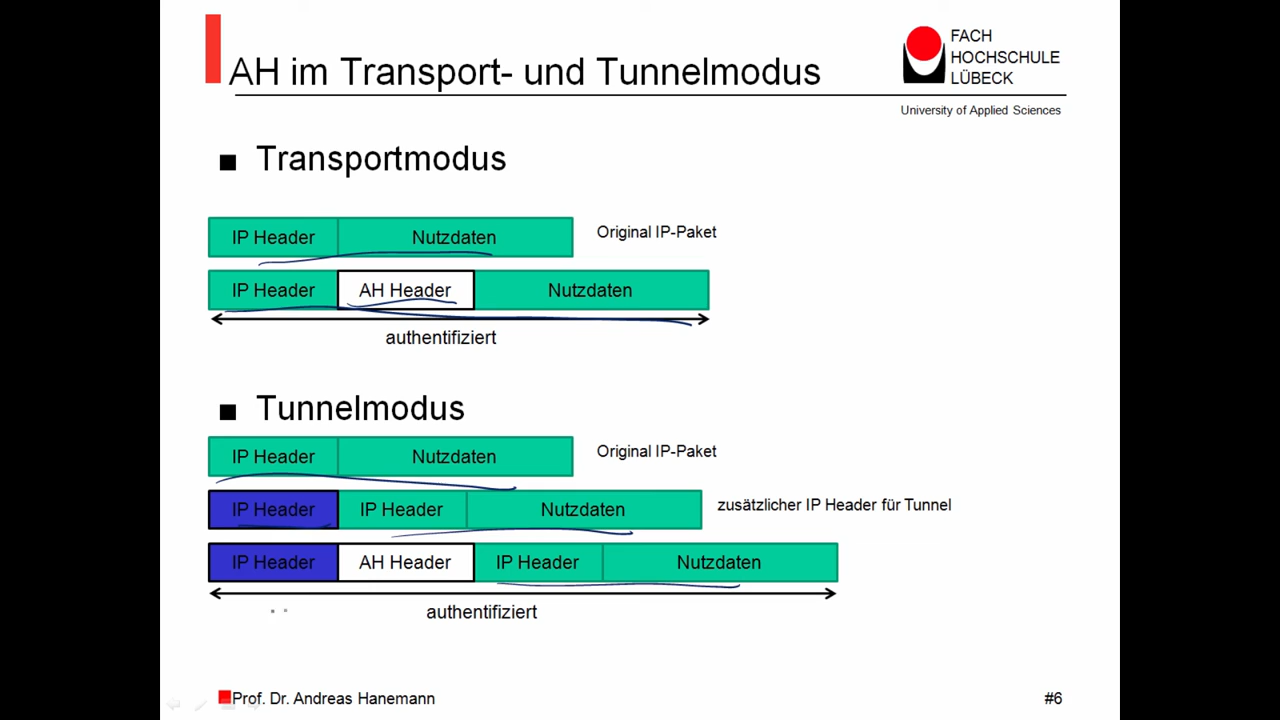 AH im Transport- und Tunnelmodus
FACH
HOCHSCHULE
LÜBECK
University of Applied Sciences
■ Transportmodus
IP Header Nutzdaten Original IP-Paket
IP Header AH Header Nutzdaten
authentifiziert
■ Tunnelmodus
IP Header Nutzdaten Original IP-Paket
IP Header IP Header Nutzdaten zusätzlicher IP Header für Tunnel
IP Header AH Header IP Header Nutzdaten
authentifiziert
Prof. Dr. Andreas Hanemann #6